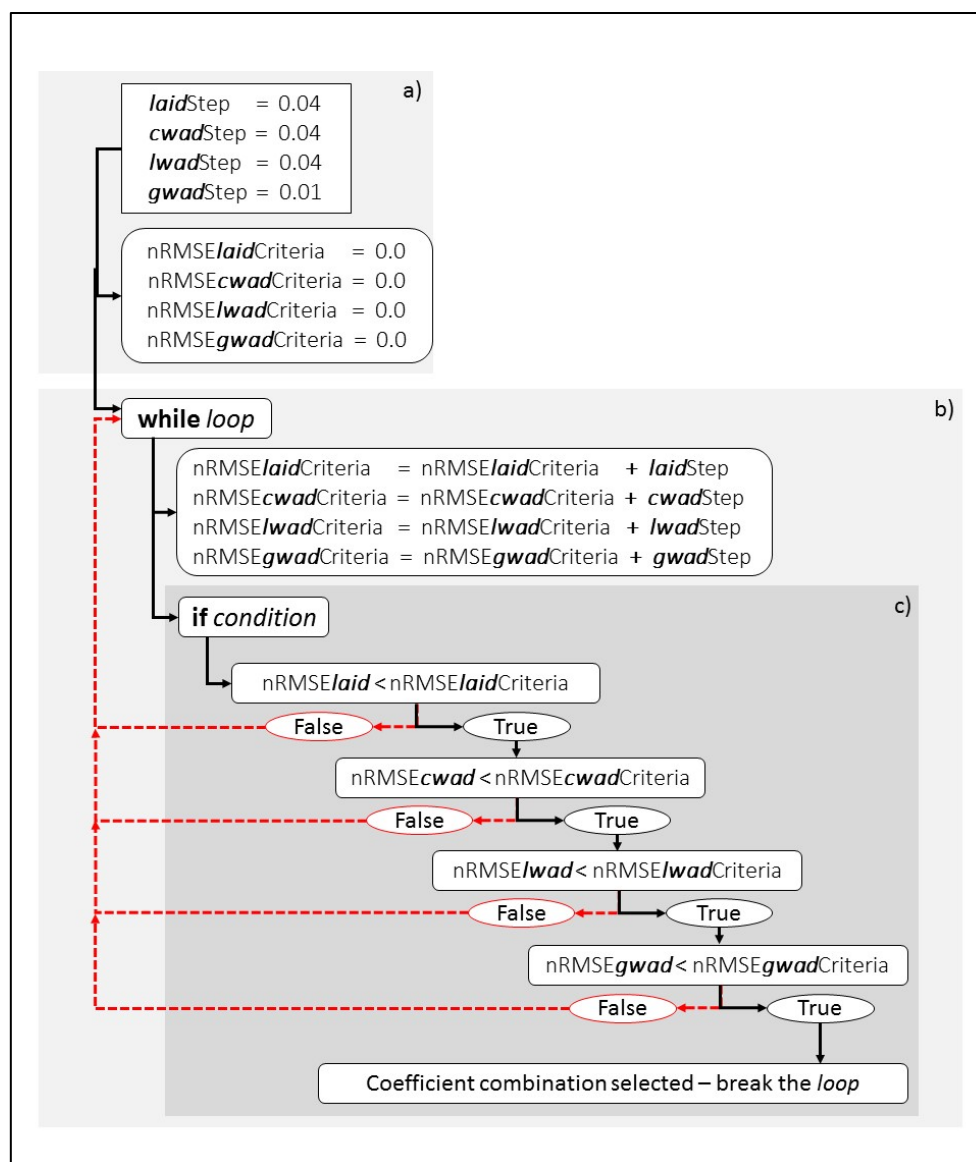 a)
laidStep = 0.04
cwadStep = 0.04
lwadStep = 0.04
gwadStep = 0.01
nRMSElaidCriteria = 0.0
nRMSEcwadCriteria = 0.0
nRMSElwadCriteria = 0.0
nRMSEgwadCriteria = 0.0
b)
while loop
nRMSElaidCriteria = nRMSElaidCriteria + laidStep
nRMSEcwadCriteria = nRMSEcwadCriteria + cwadStep
nRMSElwadCriteria = nRMSElwadCriteria + lwadStep
nRMSEgwadCriteria = nRMSEgwadCriteria + gwadStep
c)
if condition
nRMSElaid < nRMSElaidCriteria
False True
nRMSEcwad < nRMSEcwadCriteria
False True
nRMSElwad < nRMSElwadCriteria
False True
nRMSEgwad < nRMSEgwadCriteria
False True
Coefficient combination selected – break the loop